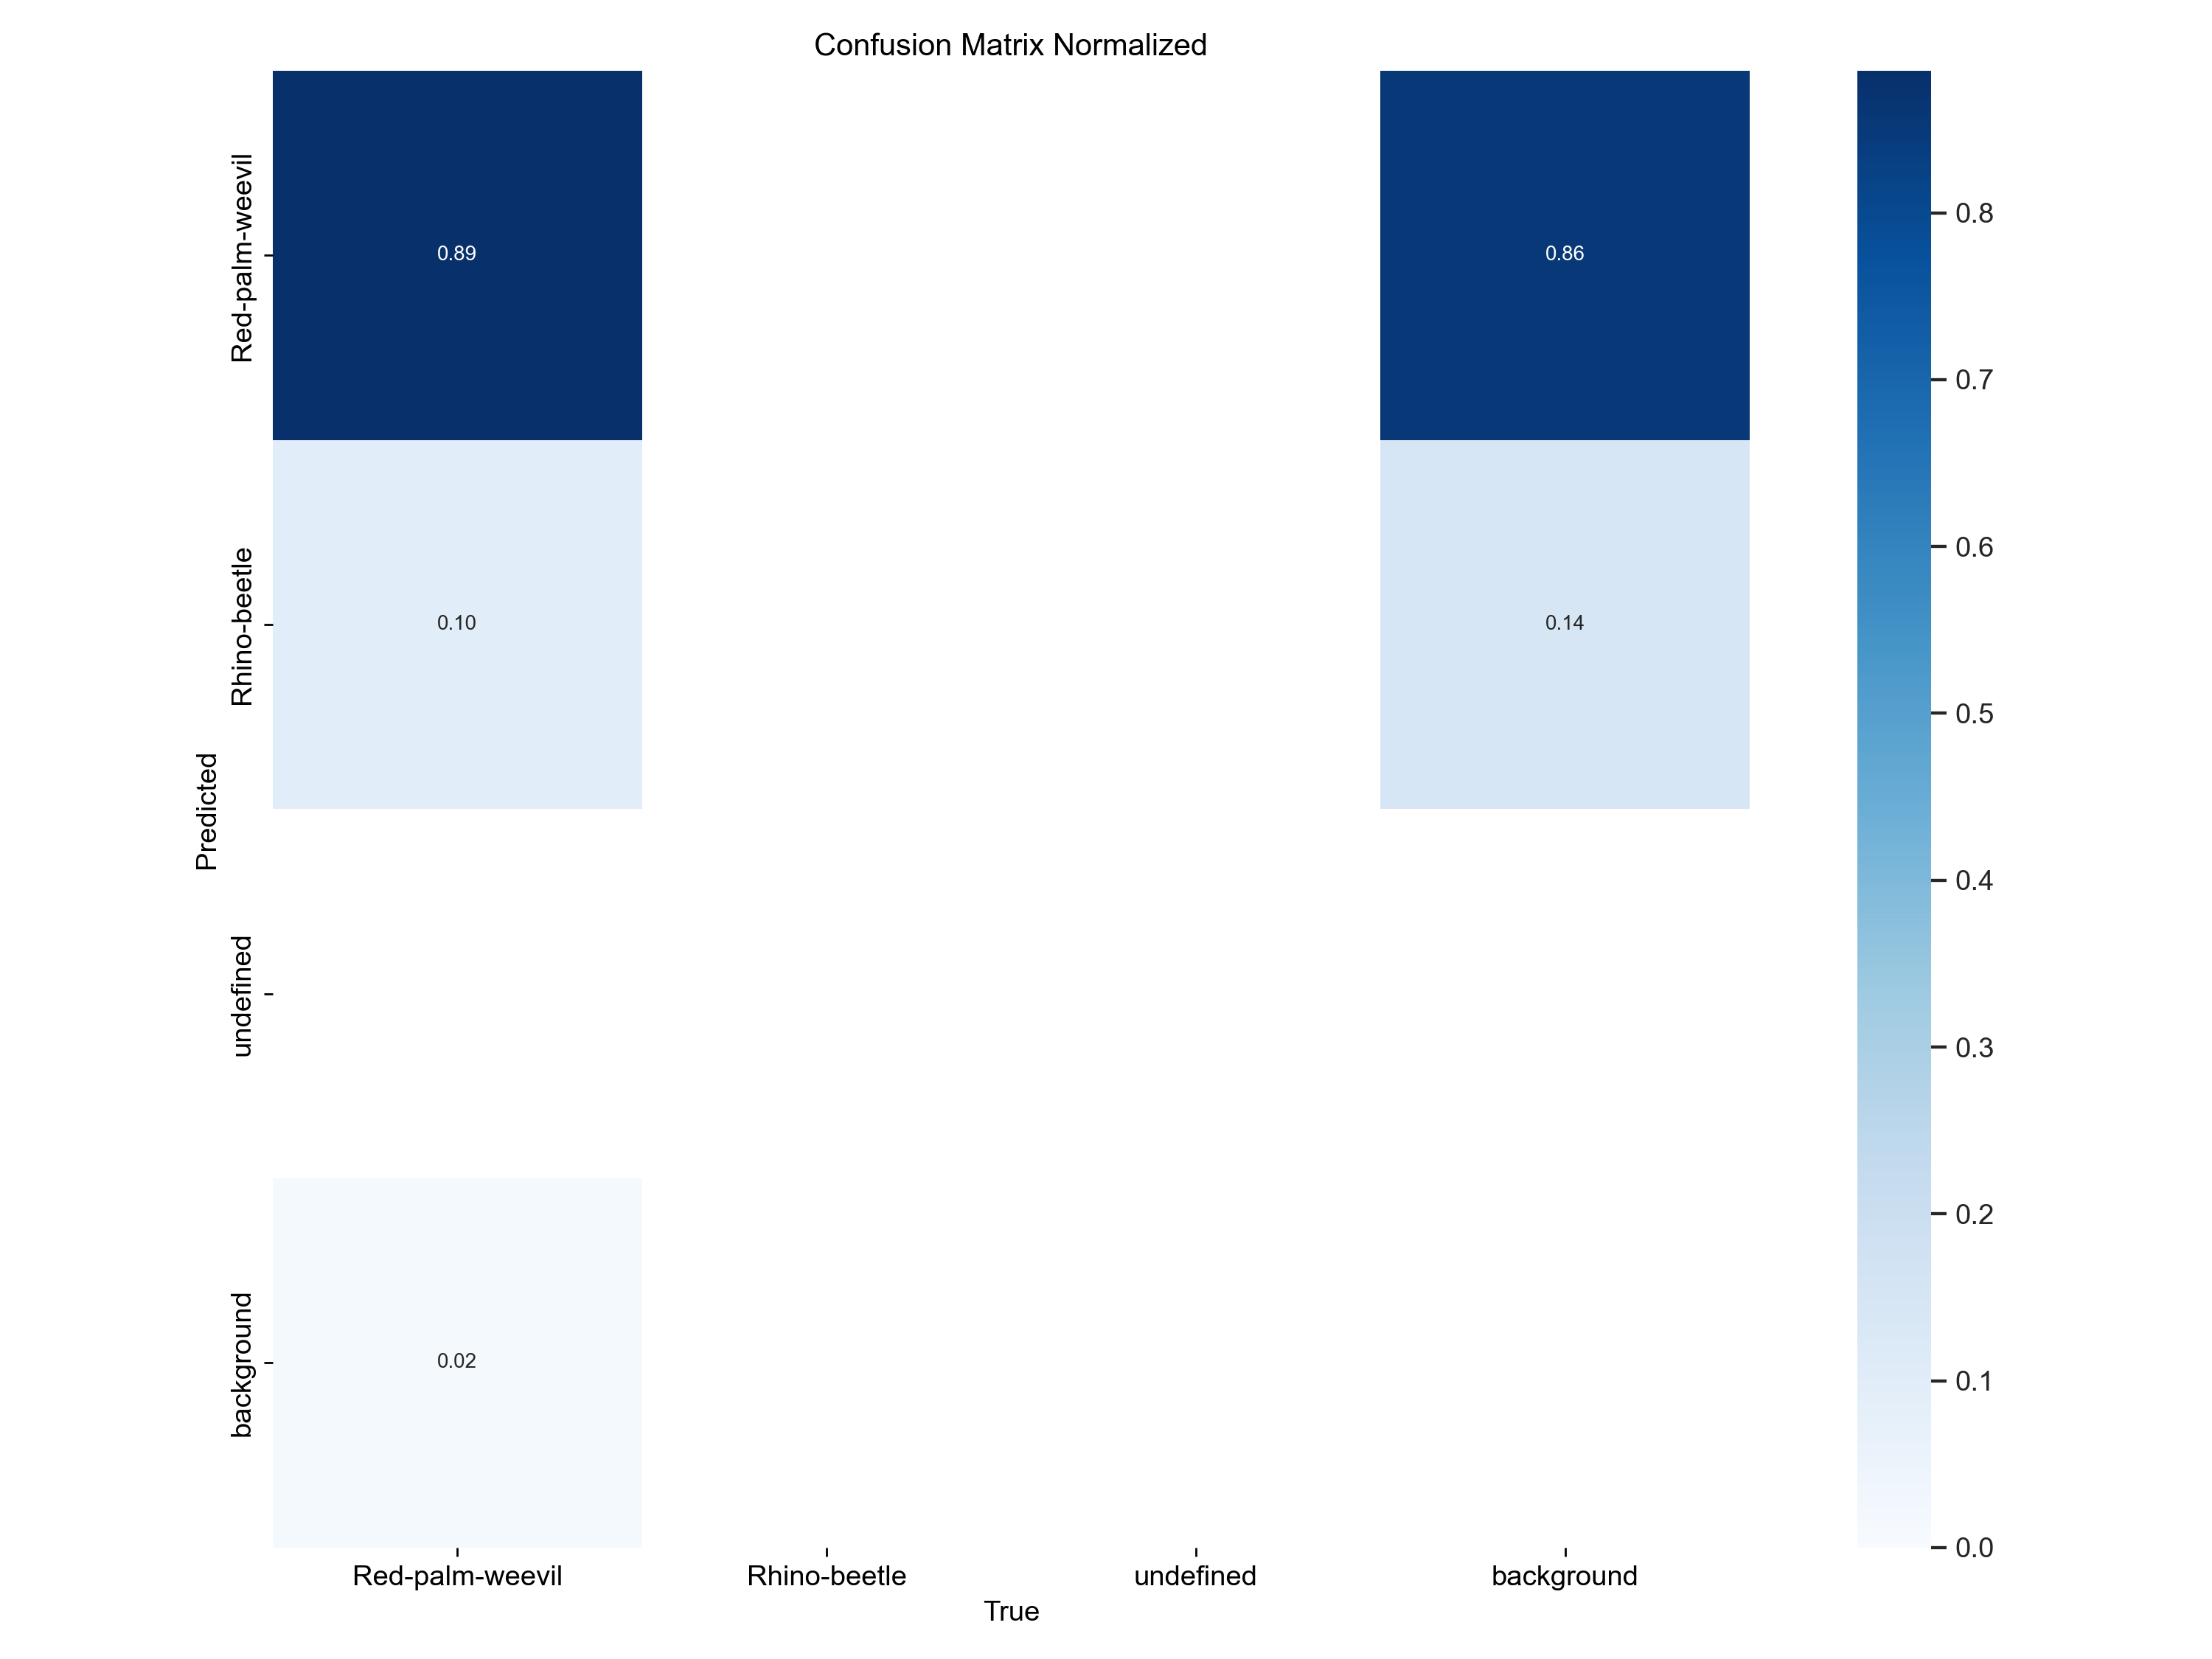 Confusion Matrix Normalized
Red-palm-weevil
Rhino-beetle
undefined
background
Predicted
0.89
0.86
0.10
0.14
0.02
Red-palm-weevil
Rhino-beetle
undefined
background
True
0.8
0.7
0.6
0.5
0.4
0.3
0.2
0.1
0.0